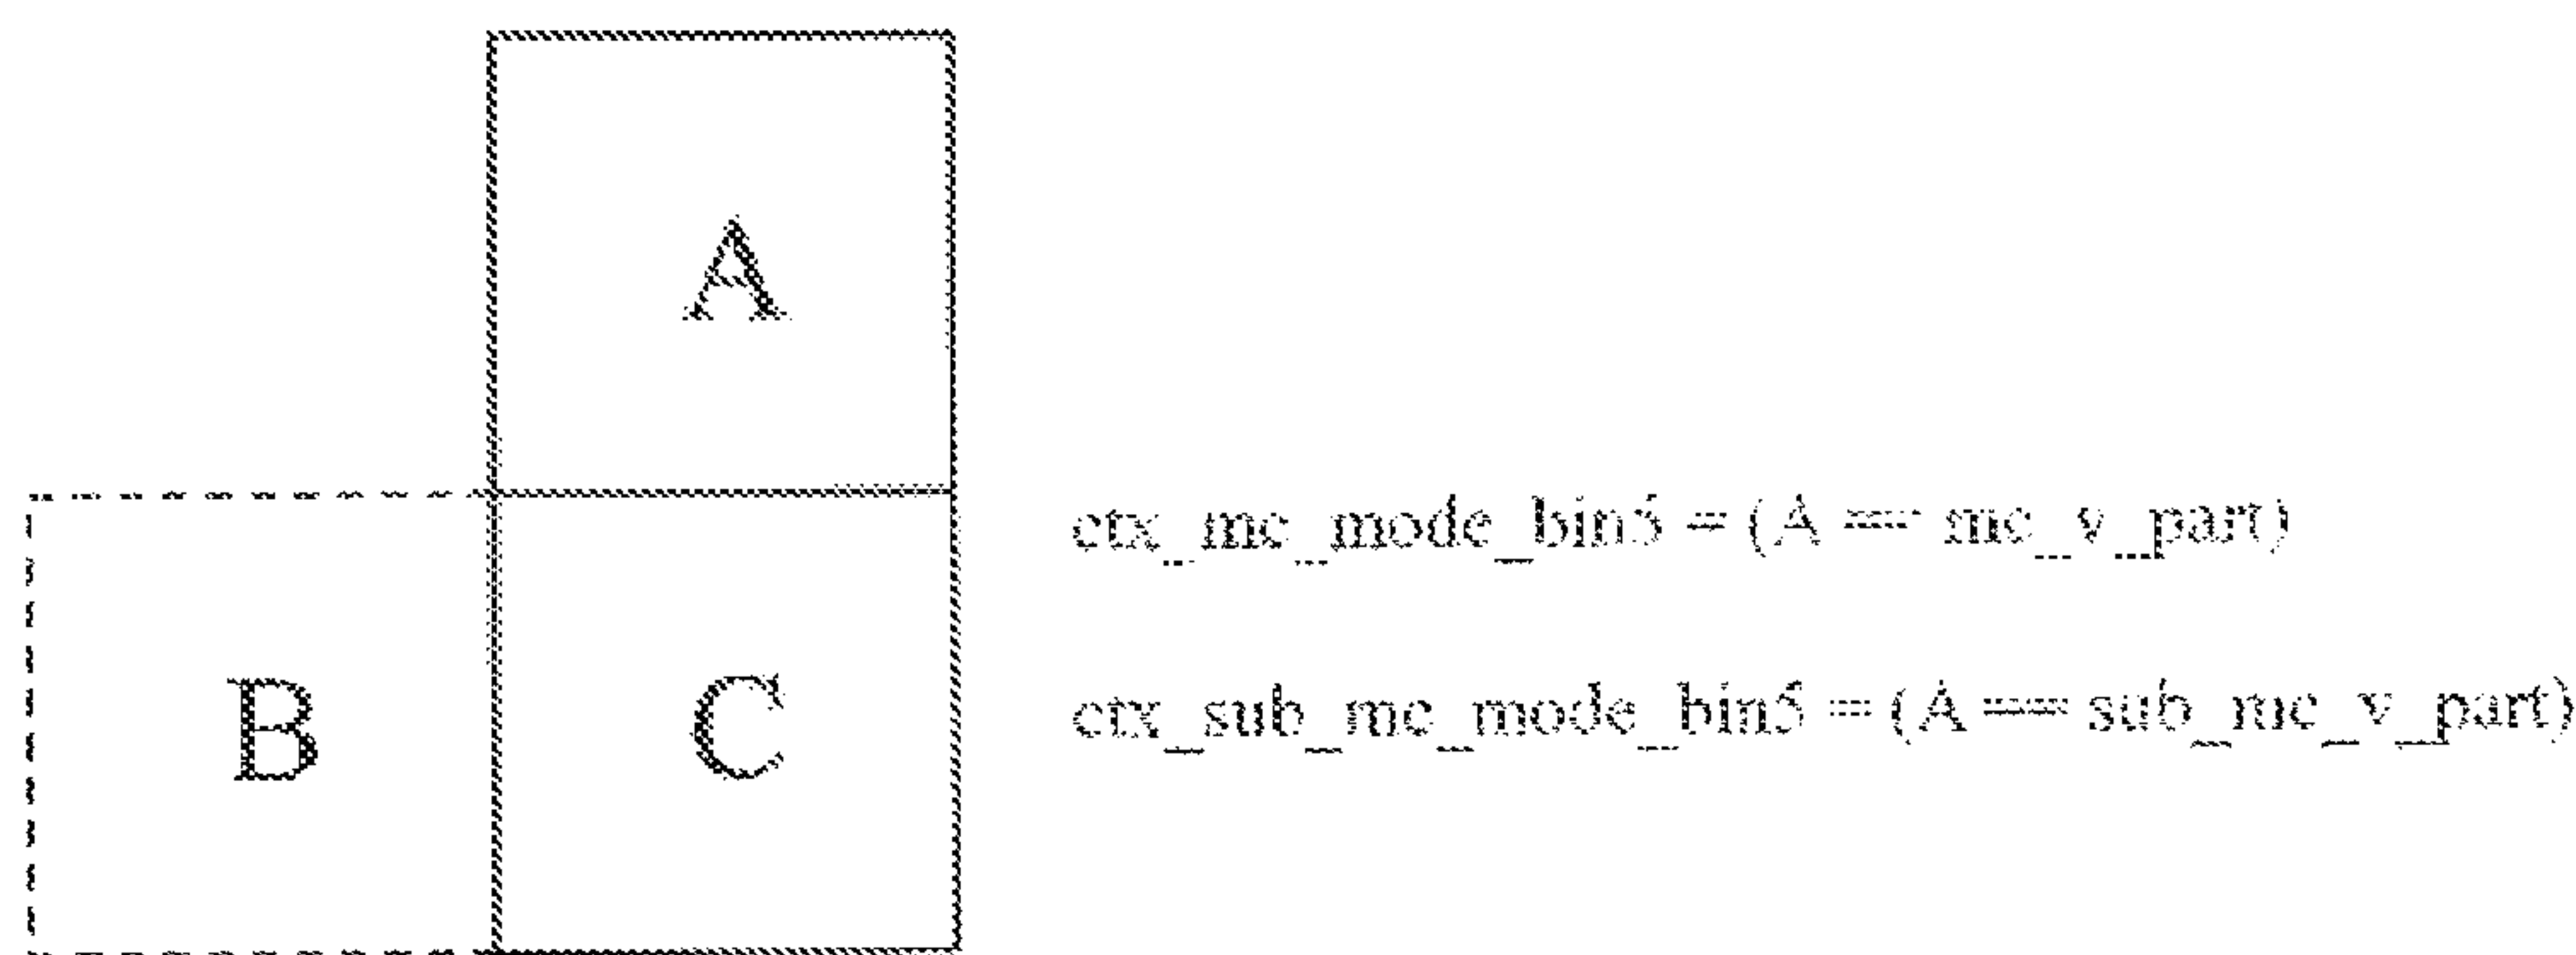 A
ctx_mc_mode_bin5 = (A == mc_v_part)
B
C
ctx_sub_mc_mode_bin5 = (A == sub_mc_v_part)